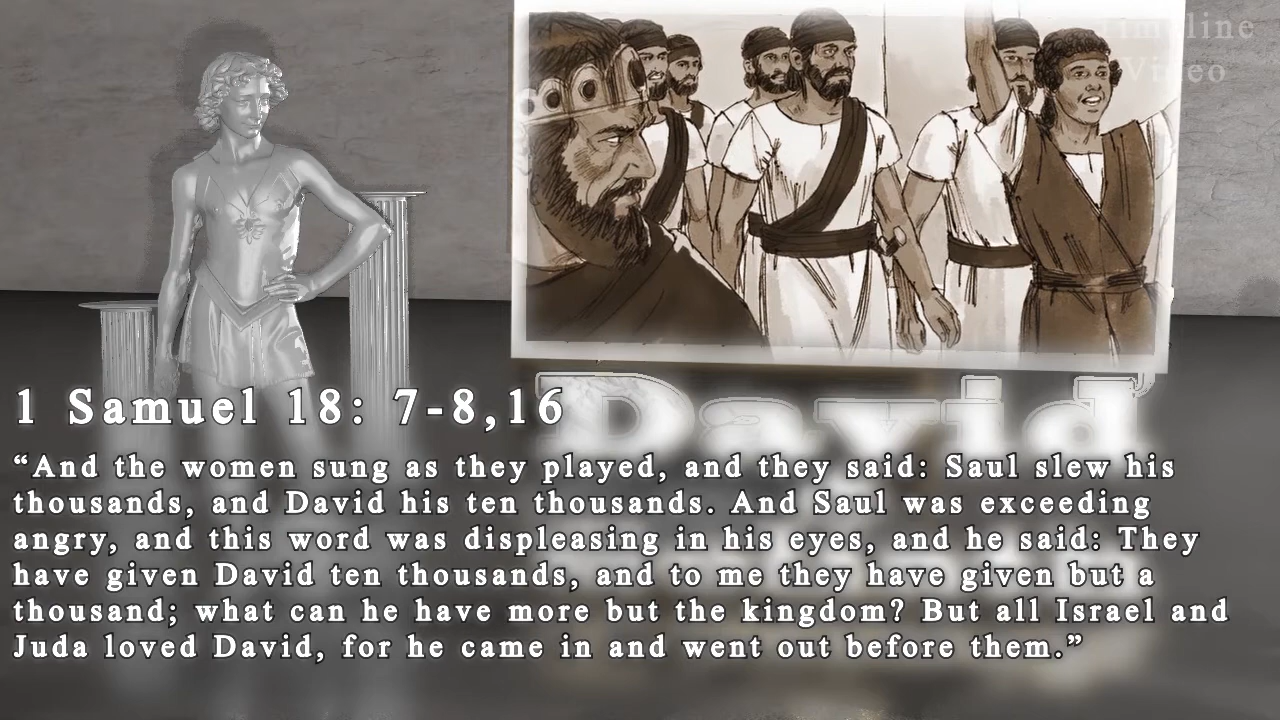 Timeline
Video
David
1 Samuel 18: 7-8,16
“And the women sung as they played, and they said: Saul slew his
thousands, and David his ten thousands. And Saul was exceeding
angry, and this word was displeasing in his eyes, and he said: They
have given David ten thousands, and to me they have given but a
thousand; what can he have more but the kingdom? But all Israel and
Juda loved David, for he came in and went out before them.”